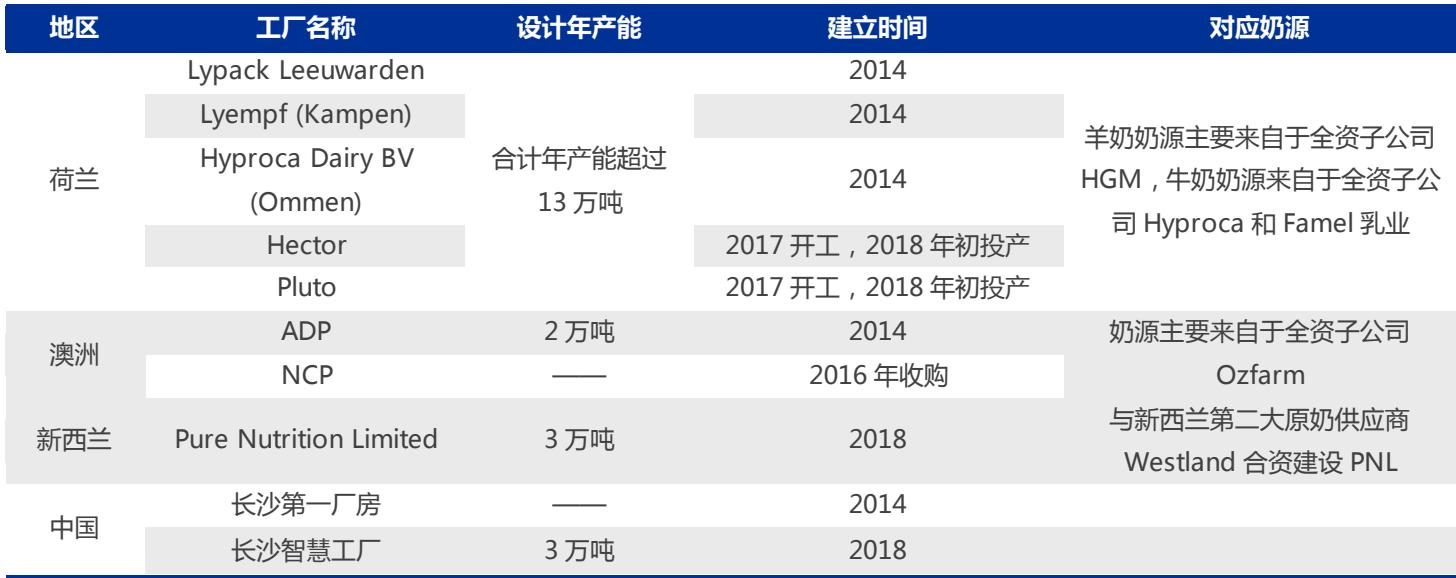 地区 工厂名称 设计年产能 建立时间 对应奶源
荷兰
Lypack Leeuwarden 2014
Lyempf (Kampen) 2014
Hyproca Dairy BV
(Ommen) 2014
Hector 2017 开工，2018 年初投产
Pluto 2017 开工，2018 年初投产
合计年产能超过
13 万吨
羊奶奶源主要来自于全资子公司
HGM，牛奶奶源来自于全资子公
司 Hyproca 和 Famel 乳业
澳洲
ADP 2 万吨 2014
NCP —— 2016 年收购
奶源主要来自于全资子公司
Ozfarm
新西兰 Pure Nutrition Limited 3 万吨 2018
与新西兰第二大原奶供应商
Westland 合资建设 PNL
中国
长沙第一厂房 —— 2014
长沙智慧工厂 3 万吨 2018